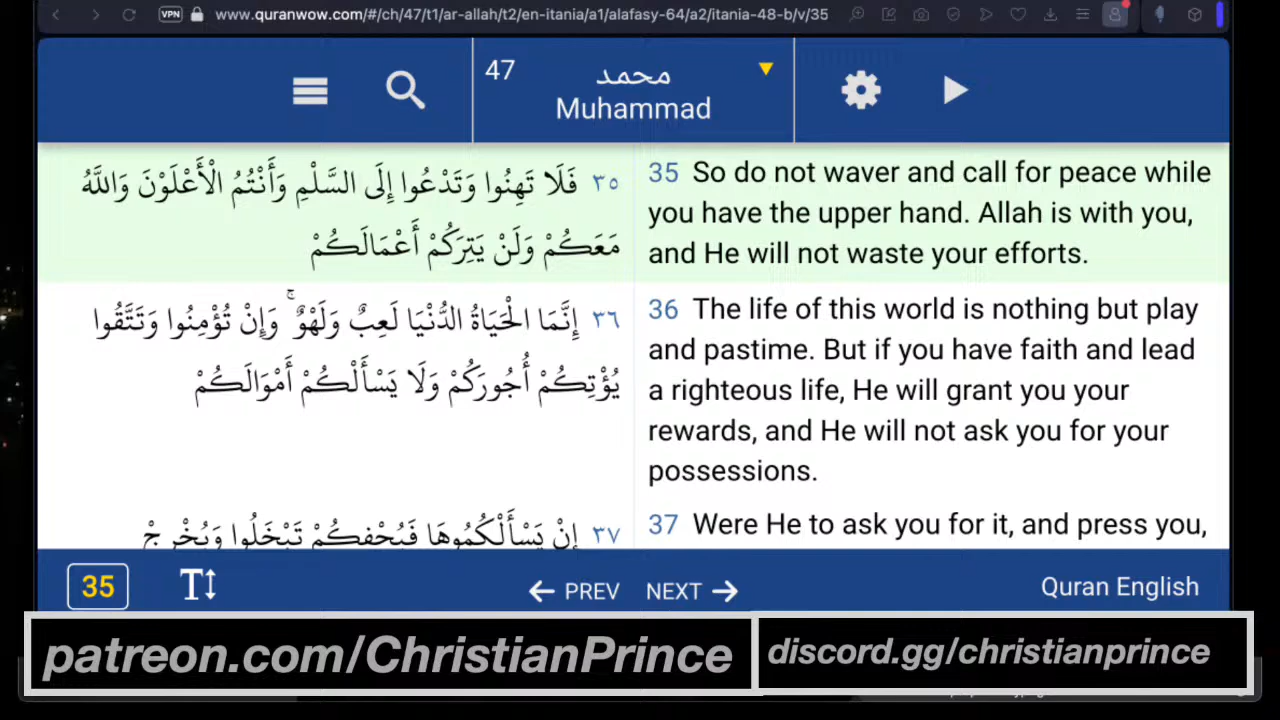 VPN www.quranwow.com/#/ch/47/t1/ar-allah/t2/en-itania/a1/alafasy-64/a2/itania-48-b/v/35
47
محمد
Muhammad
٣٥ فَلَا تَهِنُوا وَتَدْعُوا إِلَى السَّلْمِ وَأَنْتُمُ الْأَعْلَوْنَ وَاللَّهُ
مَعَكُمْ وَلَنْ يَتِرَكُمْ أَعْمَالَكُمْ
35 So do not waver and call for peace while
you have the upper hand. Allah is with you,
and He will not waste your efforts.
٣٦ إِنَّمَا الْحَيَاةُ الدُّنْيَا لَعِبٌ وَلَهْوٌ ۚ وَإِنْ تُؤْمِنُوا وَتَتَّقُوا
يُؤْتِكُمْ أُجُورَكُمْ وَلَا يَسْأَلْكُمْ أَمْوَالَكُمْ
36 The life of this world is nothing but play
and pastime. But if you have faith and lead
a righteous life, He will grant you your
rewards, and He will not ask you for your
possessions.
٣٧ إِنْ يَسْأَلْكُمُوهَا فَيُحْفِكُمْ تَبْخَلُوا وَيُخْرِجْ
37 Were He to ask you for it, and press you,
35
T
PREV NEXT
Quran English
patreon.com/ChristianPrince
discord.gg/christianprince